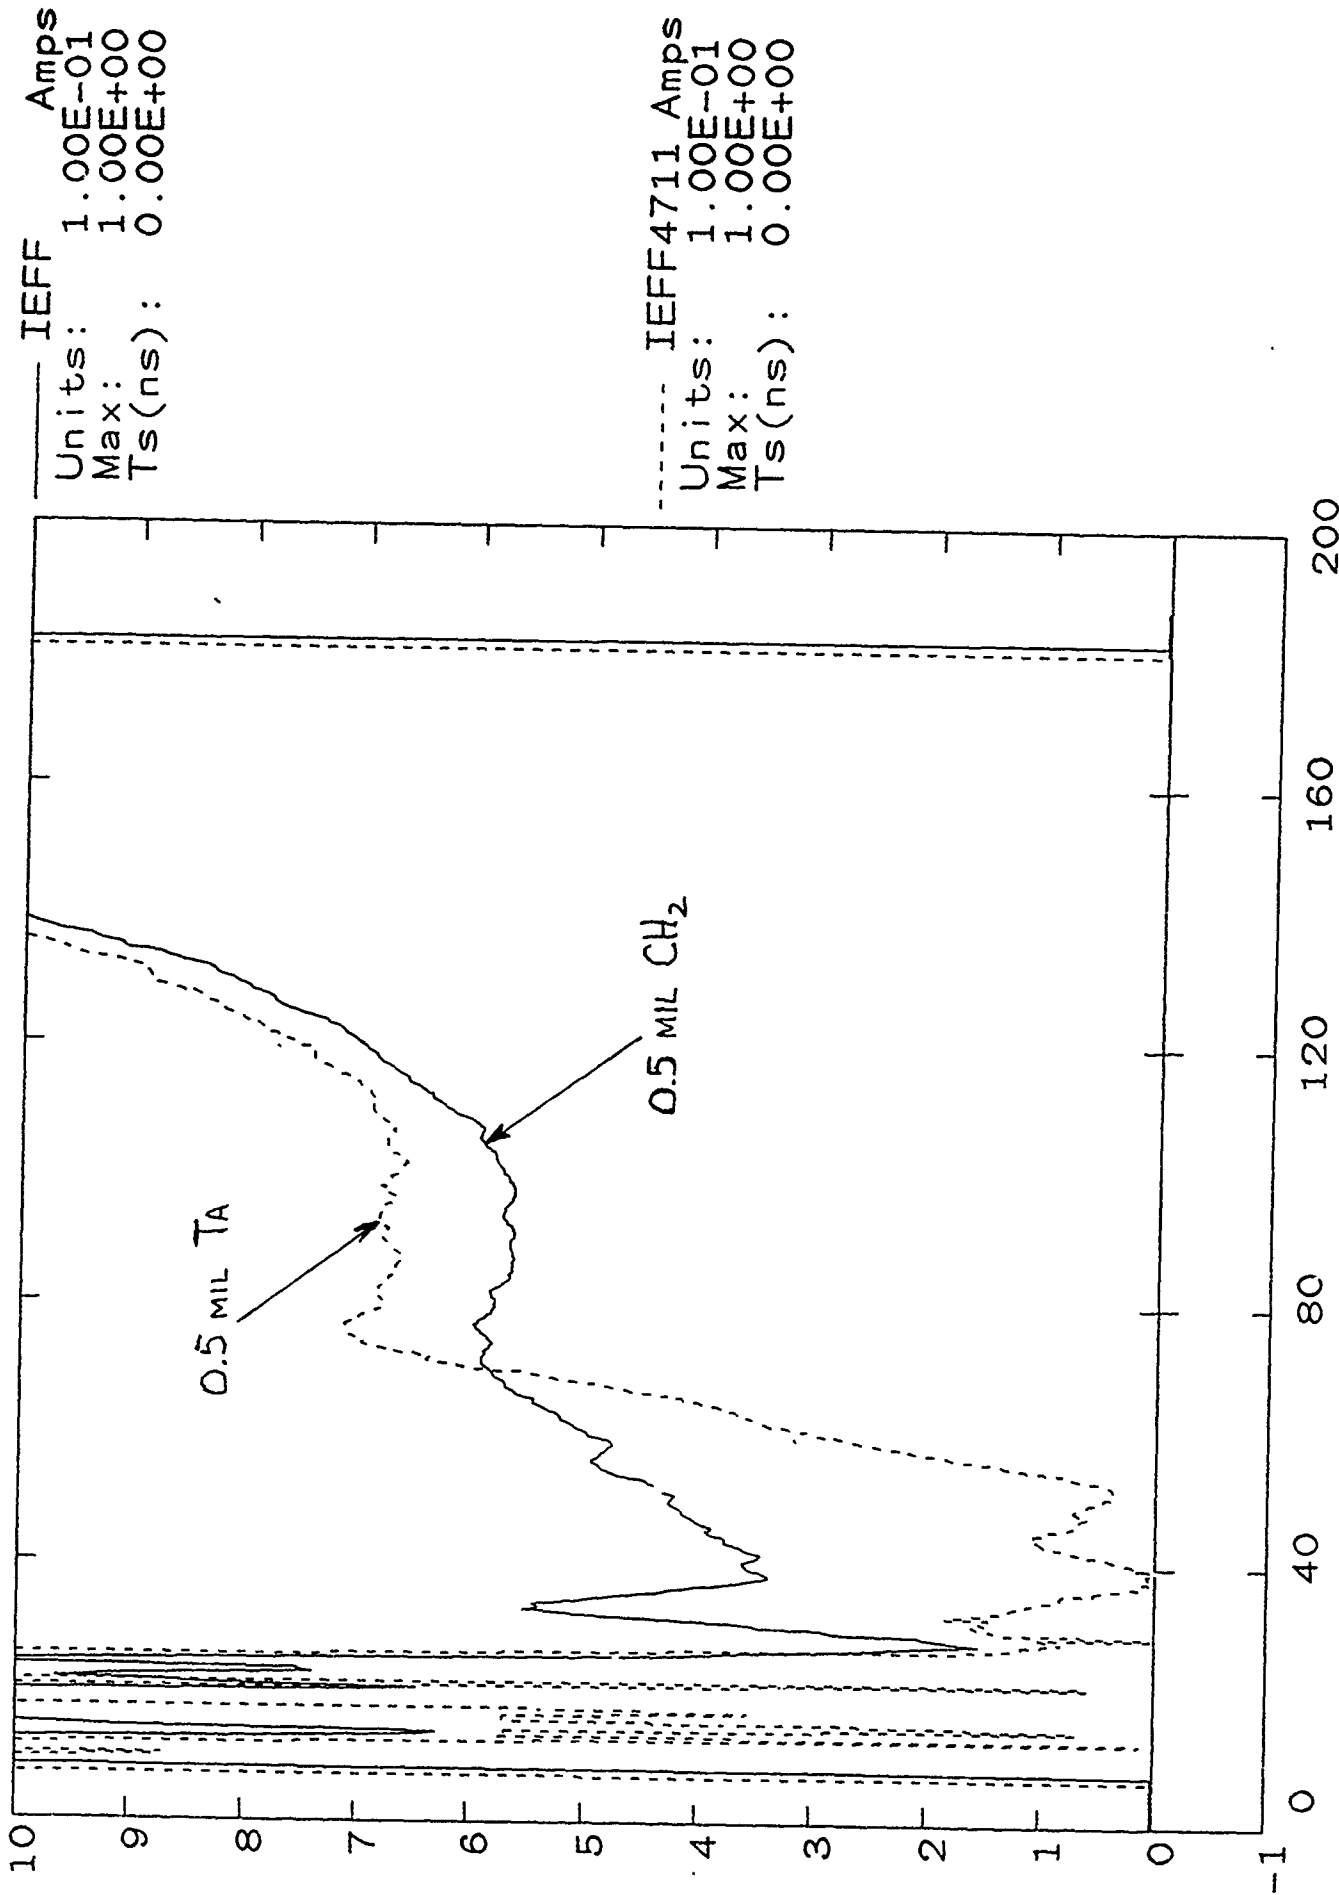 IEFF Amps
Units: 1.00E-01
Max: 1.00E+00
Ts(ns): 0.00E+00
IEFF4711 Amps
Units: 1.00E-01
Max: 1.00E+00
Ts(ns): 0.00E+00
0.5 MIL TA
0.5 MIL CH₂
10
9
8
7
6
5
4
3
2
1
0
-1
0
40
80
120
160
200